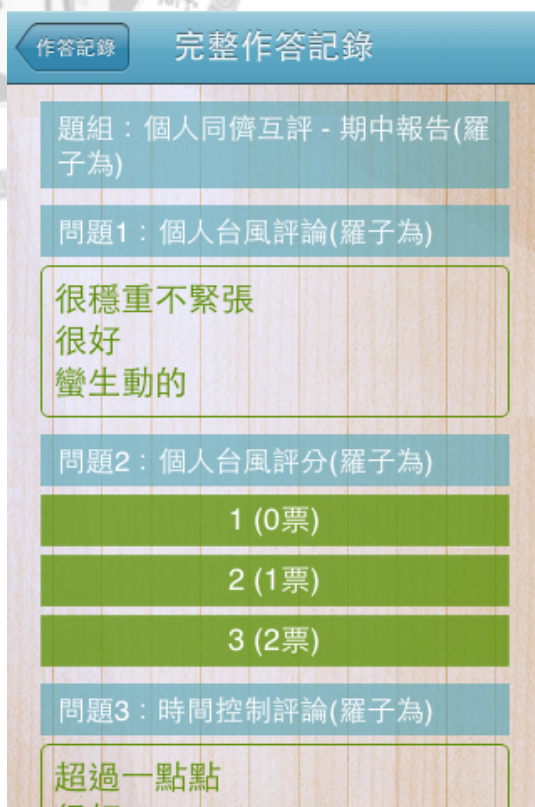 作答記錄
完整作答記錄
題組：個人同儕互評 - 期中報告(羅
子為)
問題1：個人台風評論(羅子為)
很穩重不緊張
很好
蠻生動的
問題2：個人台風評分(羅子為)
1 (0票)
2 (1票)
3 (2票)
問題3：時間控制評論(羅子為)
超過一點點